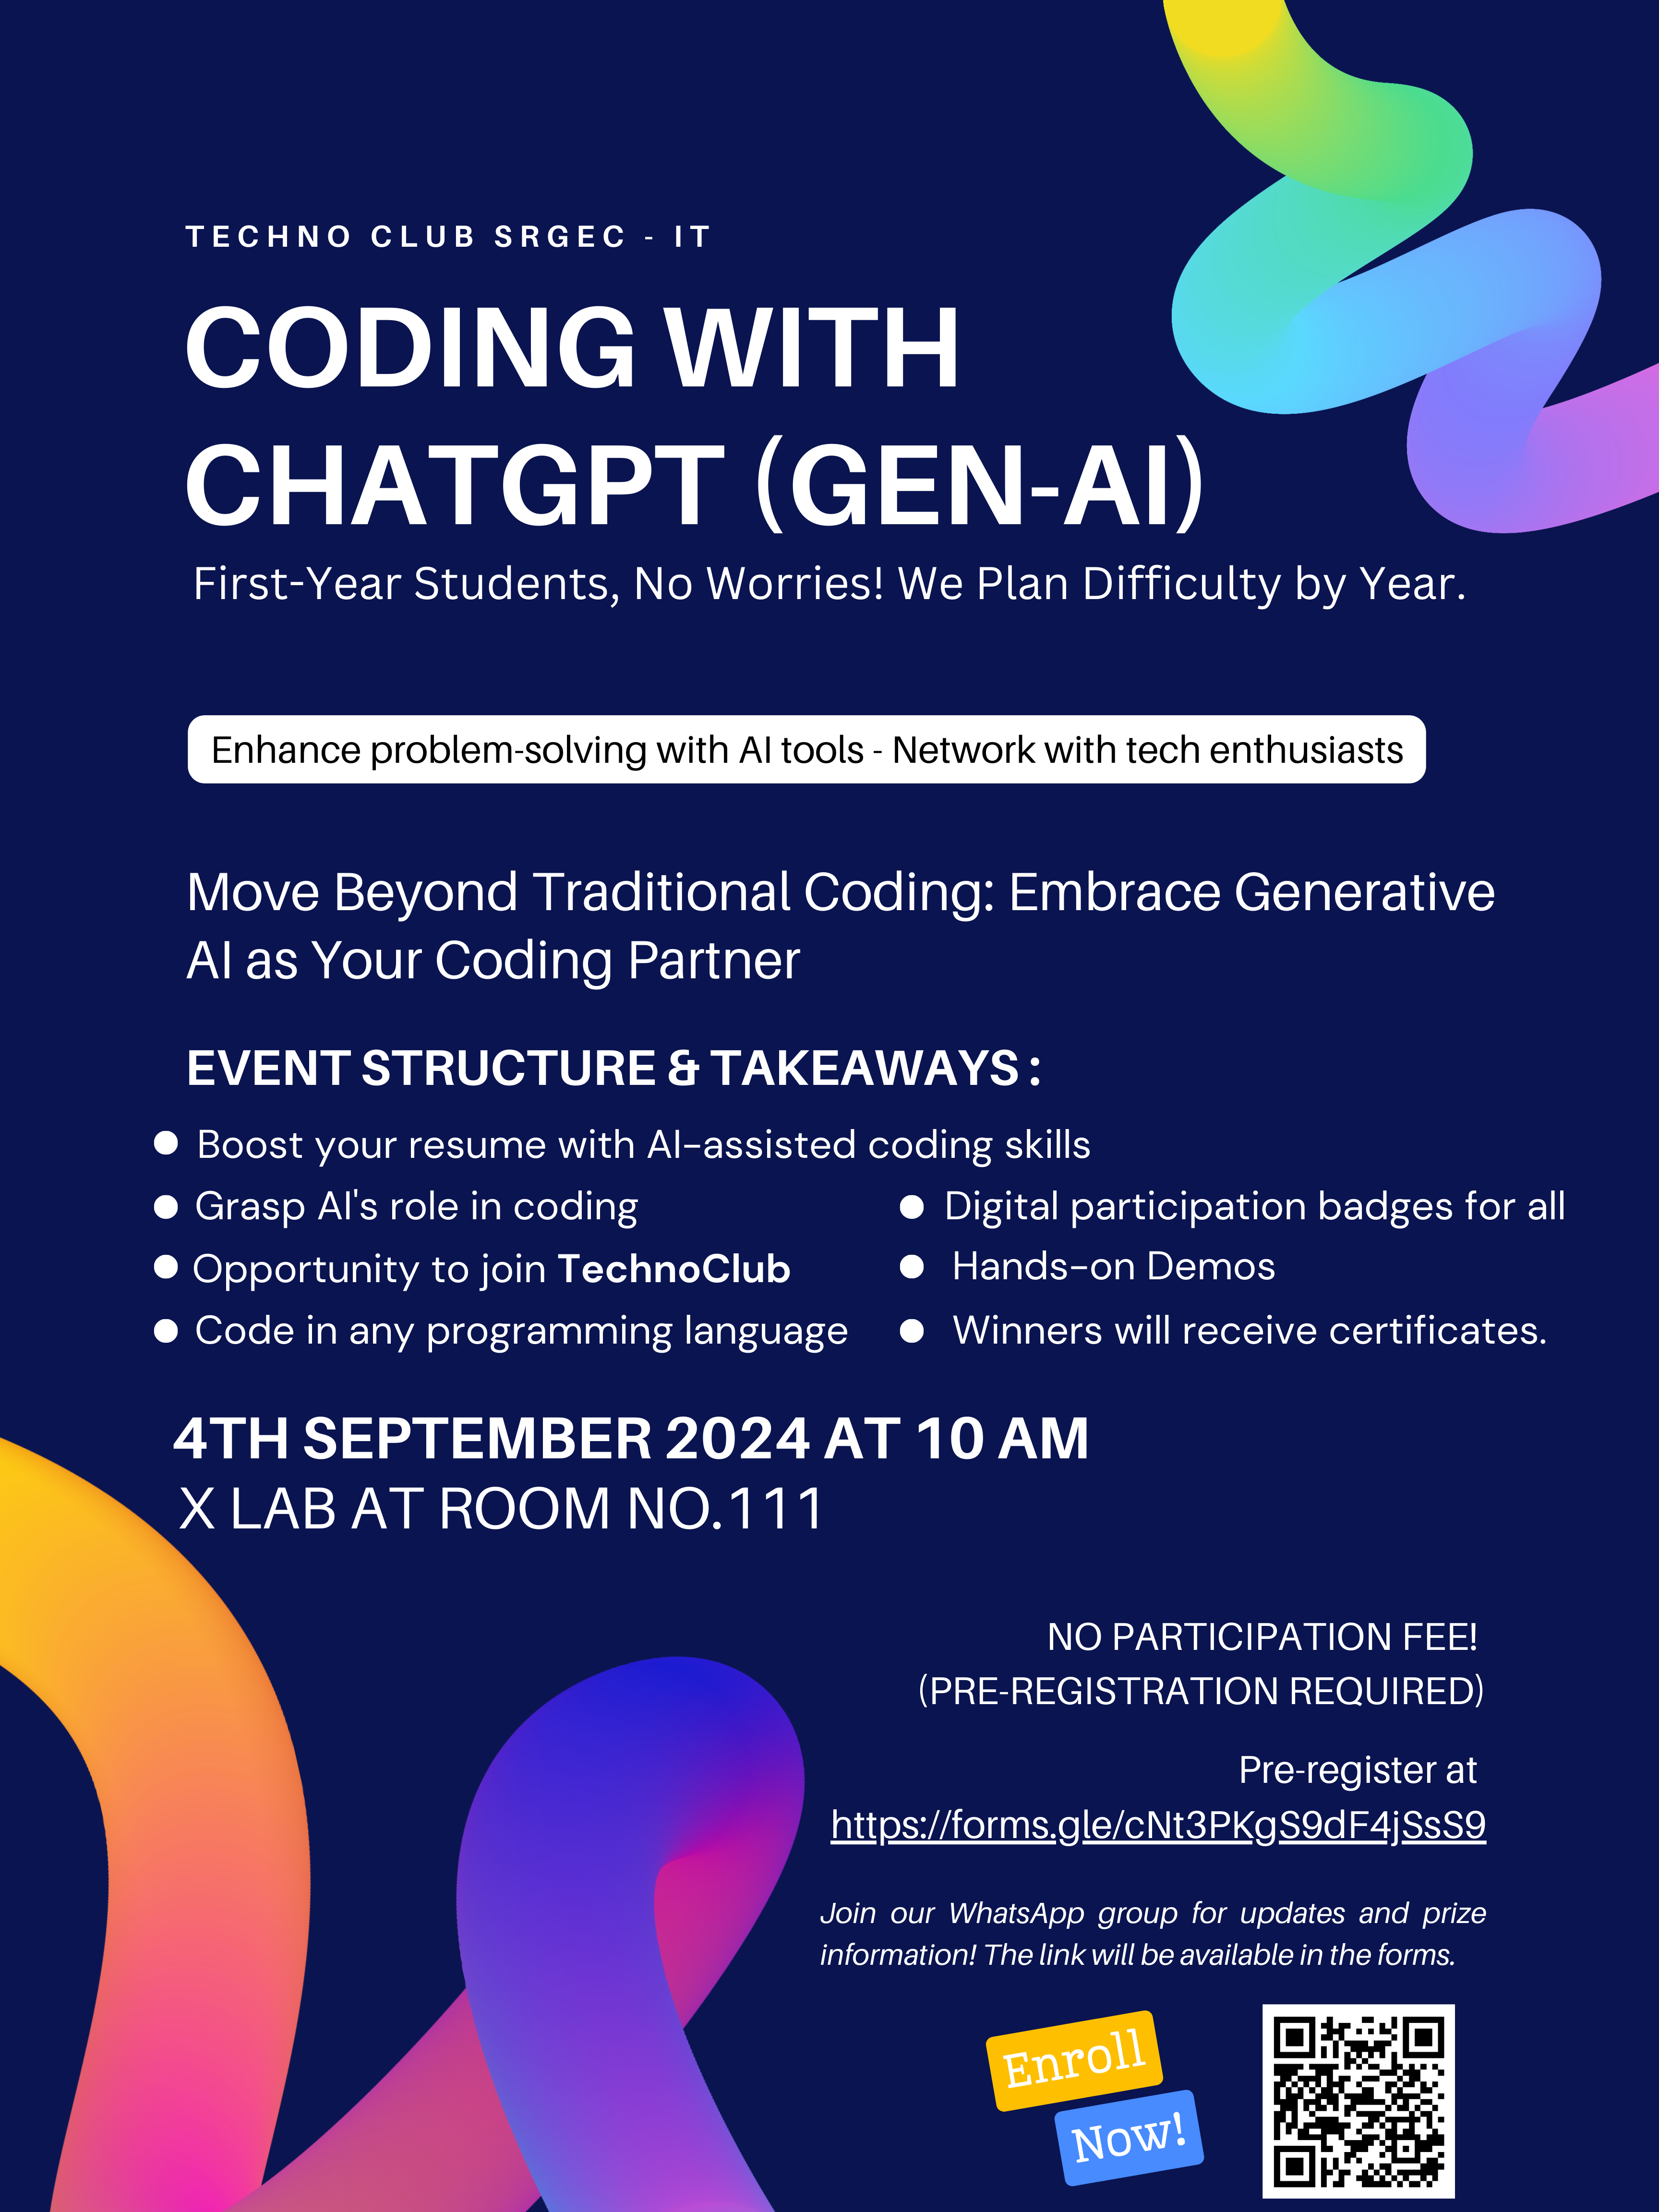 TECHNO CLUB SRGEC - IT
CODING WITH
CHATGPT (GEN-AI)
First-Year Students, No Worries! We Plan Difficulty by Year.
Enhance problem-solving with AI tools - Network with tech enthusiasts
Move Beyond Traditional Coding: Embrace Generative
AI as Your Coding Partner
EVENT STRUCTURE & TAKEAWAYS :
Boost your resume with AI-assisted coding skills
Grasp AI's role in coding
Opportunity to join TechnoClub
Code in any programming language
Digital participation badges for all
Hands-on Demos
Winners will receive certificates.
4TH SEPTEMBER 2024 AT 10 AM
X LAB AT ROOM NO.111
NO PARTICIPATION FEE!
(PRE-REGISTRATION REQUIRED)
Pre-register at
https://forms.gle/cNt3PKgS9dF4jSsS9
Join our WhatsApp group for updates and prize
information! The link will be available in the forms.
Enroll
Now!